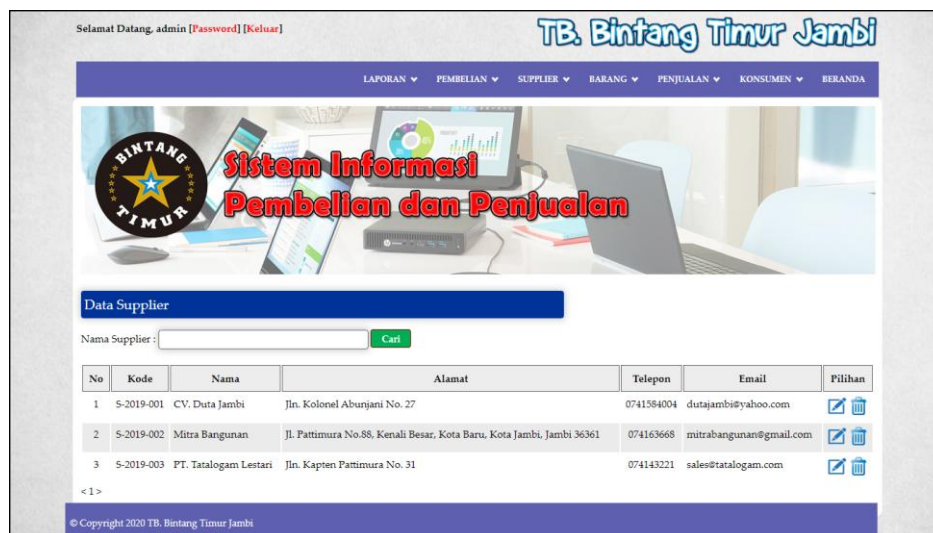 Selamat Datang, admin [Password] [Keluar]
TB. Bintang Timur Jambi
LAPORAN PEMBELIAN SUPPLIER BARANG PENJUALAN KONSUMEN BERANDA
BINTANG
TIMUR
Sistem Informasi
Pembelian dan Penjualan
Data Supplier
Nama Supplier : Cari
No Kode Nama Alamat Telepon Email Pilihan
1 S-2019-001 CV. Duta Jambi Jln. Kolonel Abunjani No. 27 0741584004 dutajambi@yahoo.com
2 S-2019-002 Mitra Bangunan Jl. Pattimura No.88, Kenali Besar, Kota Baru, Kota Jambi, Jambi 36361 074163668 mitrabangunan@gmail.com
3 S-2019-003 PT. Tatalogam Lestari Jln. Kapten Pattimura No. 31 074143221 sales@tatalogam.com
< 1 >
© Copyright 2020 TB. Bintang Timur Jambi